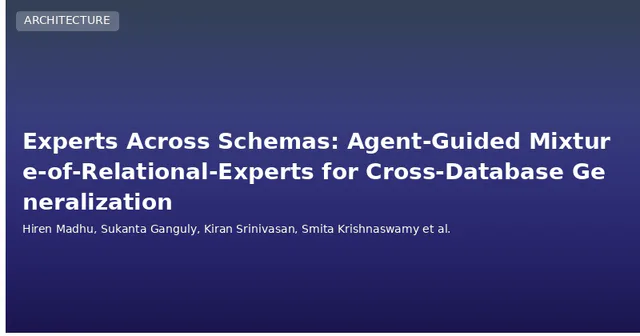 ARCHITECTURE
Experts Across Schemas: Agent-Guided Mixtur
e-of-Relational-Experts for Cross-Database Ge
neralization
Hiren Madhu, Sukanta Ganguly, Kiran Srinivasan, Smita Krishnaswamy et al.